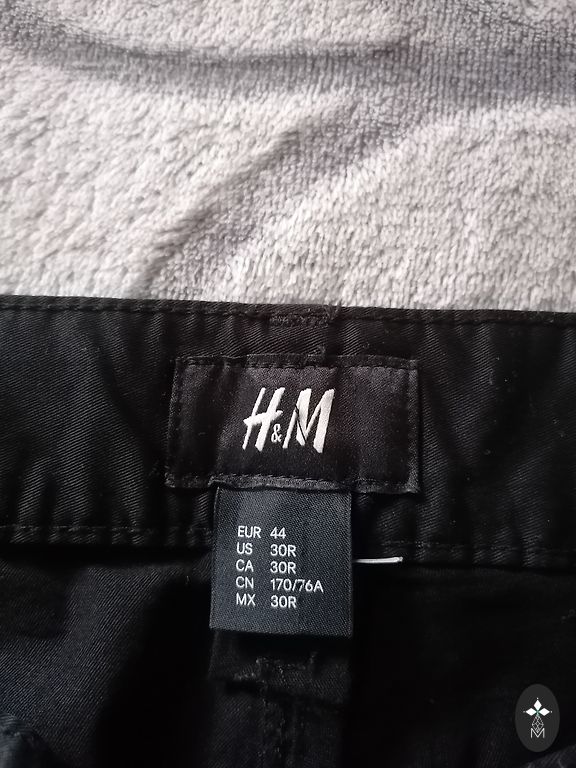 H&M
EUR 44
US 30R
CA 30R
CN 170/76A
MX 30R
M